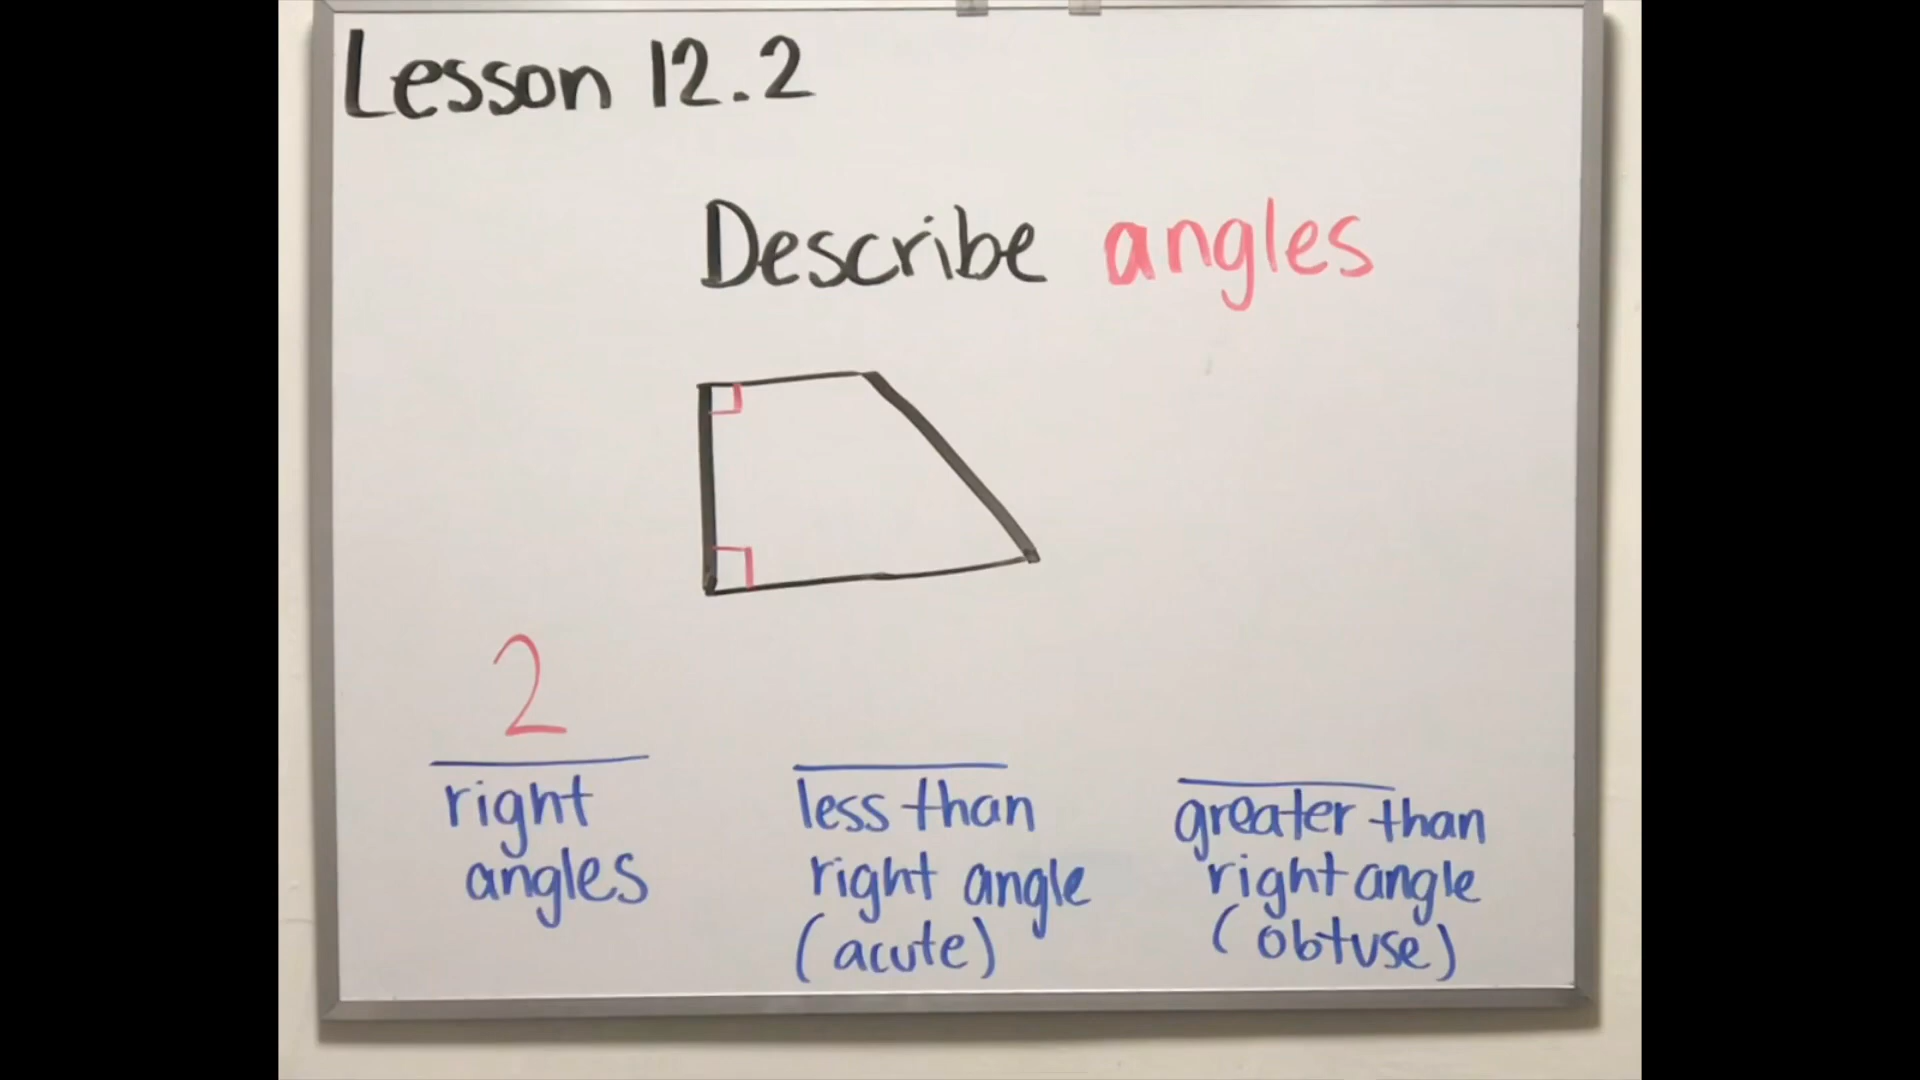 Lesson 12.2
Describe angles
2
right
angles
less than
right angle
(acute)
greater than
right angle
(obtuse)